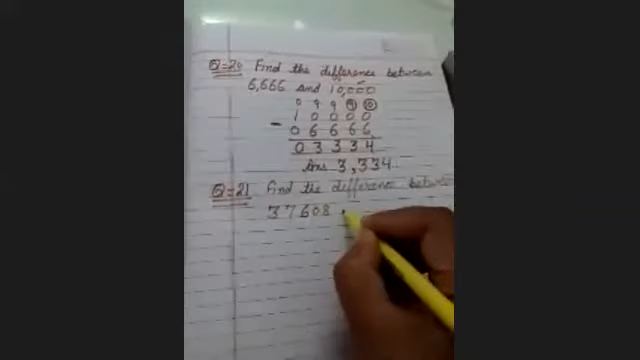 Q=20 Find the difference between
6,666 and 10,000
0 9 9 9 10
1 0 0 0 0
- 0 6 6 6 6
0 3 3 3 4
Ans 3,334
Q=21 Find the difference between
37608